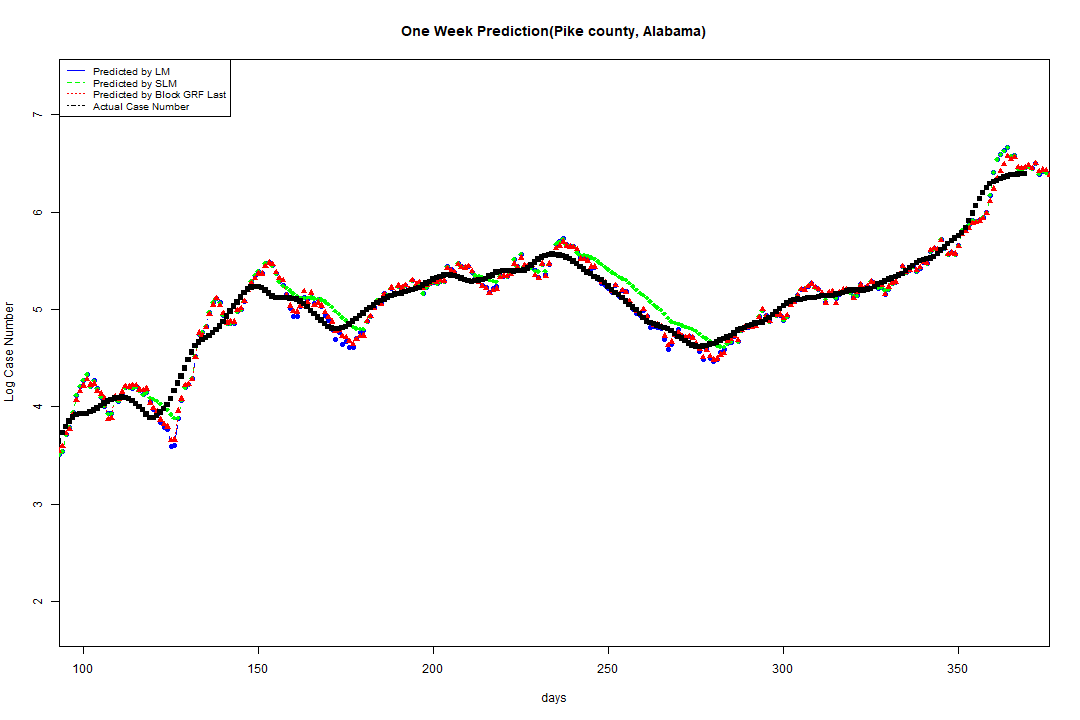 One Week Prediction(Pike county, Alabama)
Predicted by LM
Predicted by SLM
Predicted by Block GRF Last
Actual Case Number
7
6
5
4
3
2
Log Case Number
100 150 200 250 300 350
days